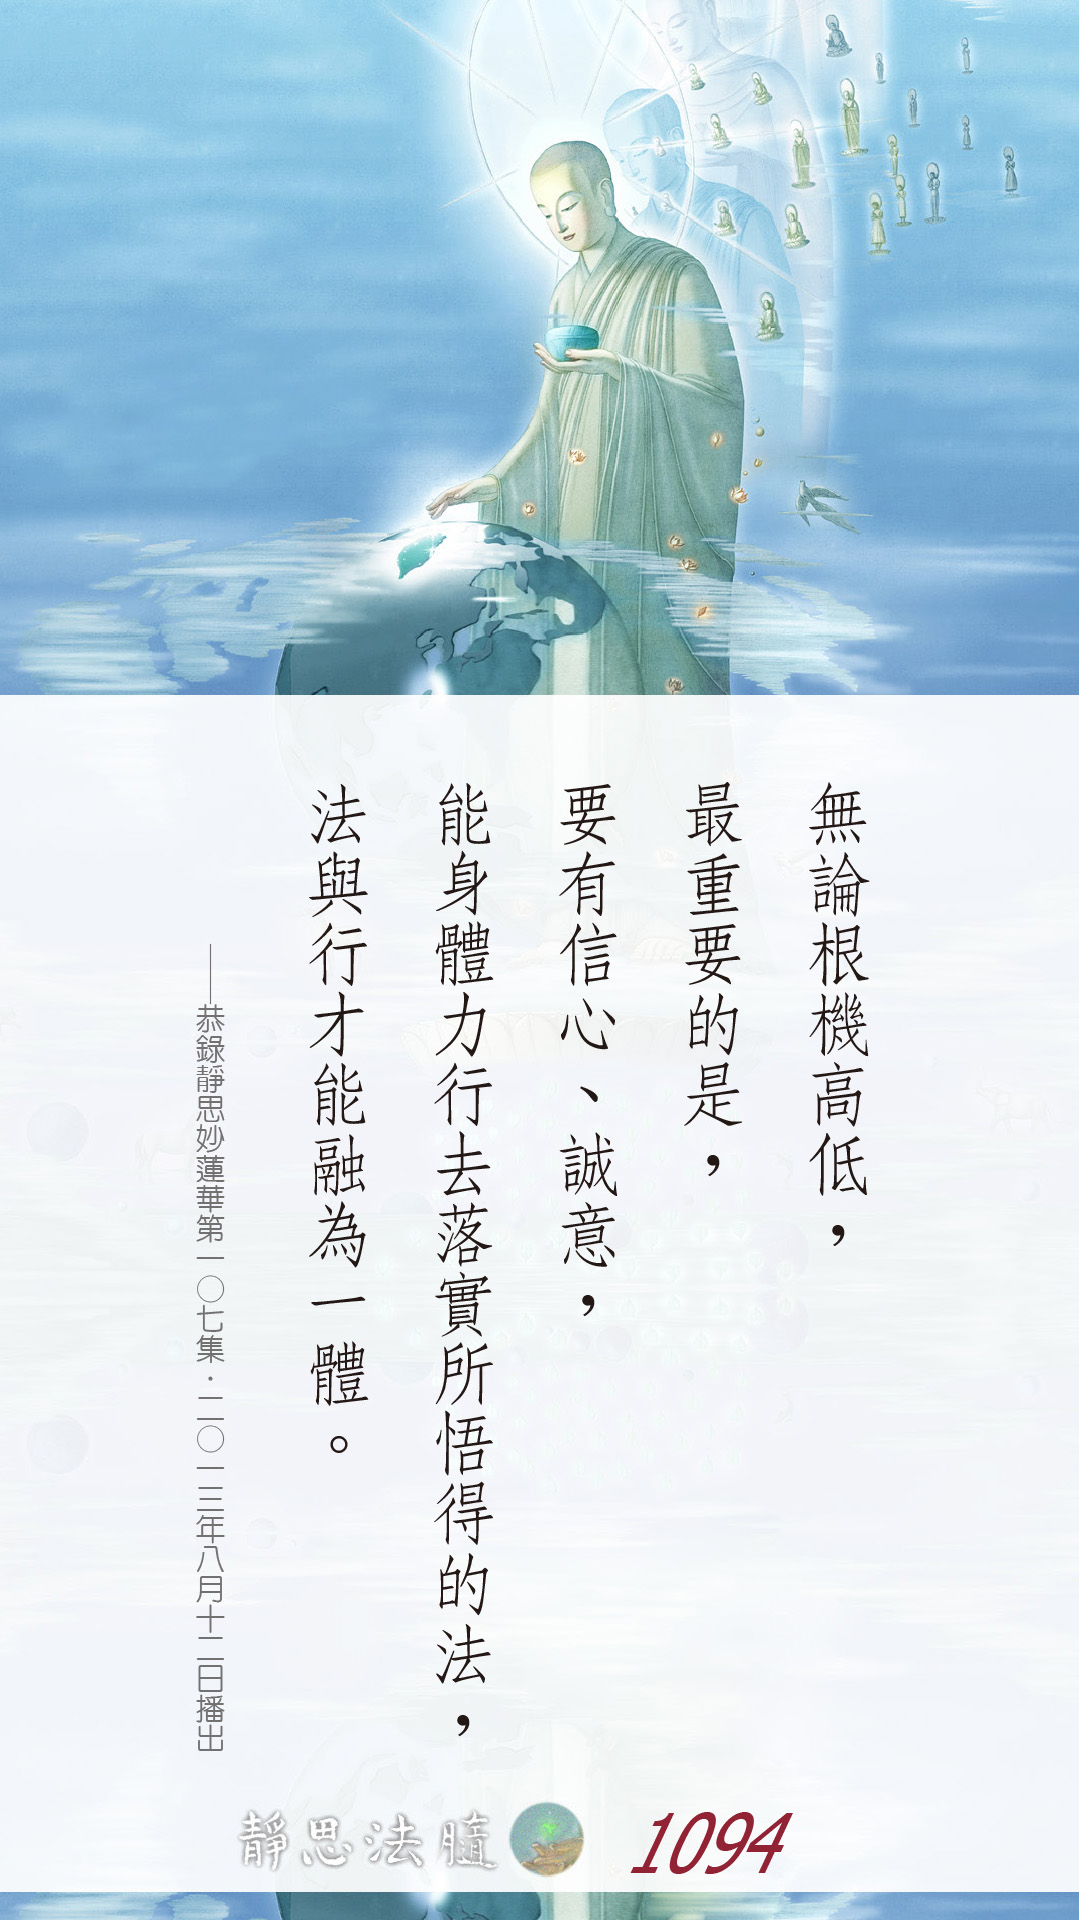 無論根機高低，
最重要的是，
要有信心、誠意，
能身體力行去落實所悟得的法，
法與行才能融為一體。
——恭錄靜思妙蓮華第一〇七集・二〇一三年八月十二日播出
靜思法髓
1094